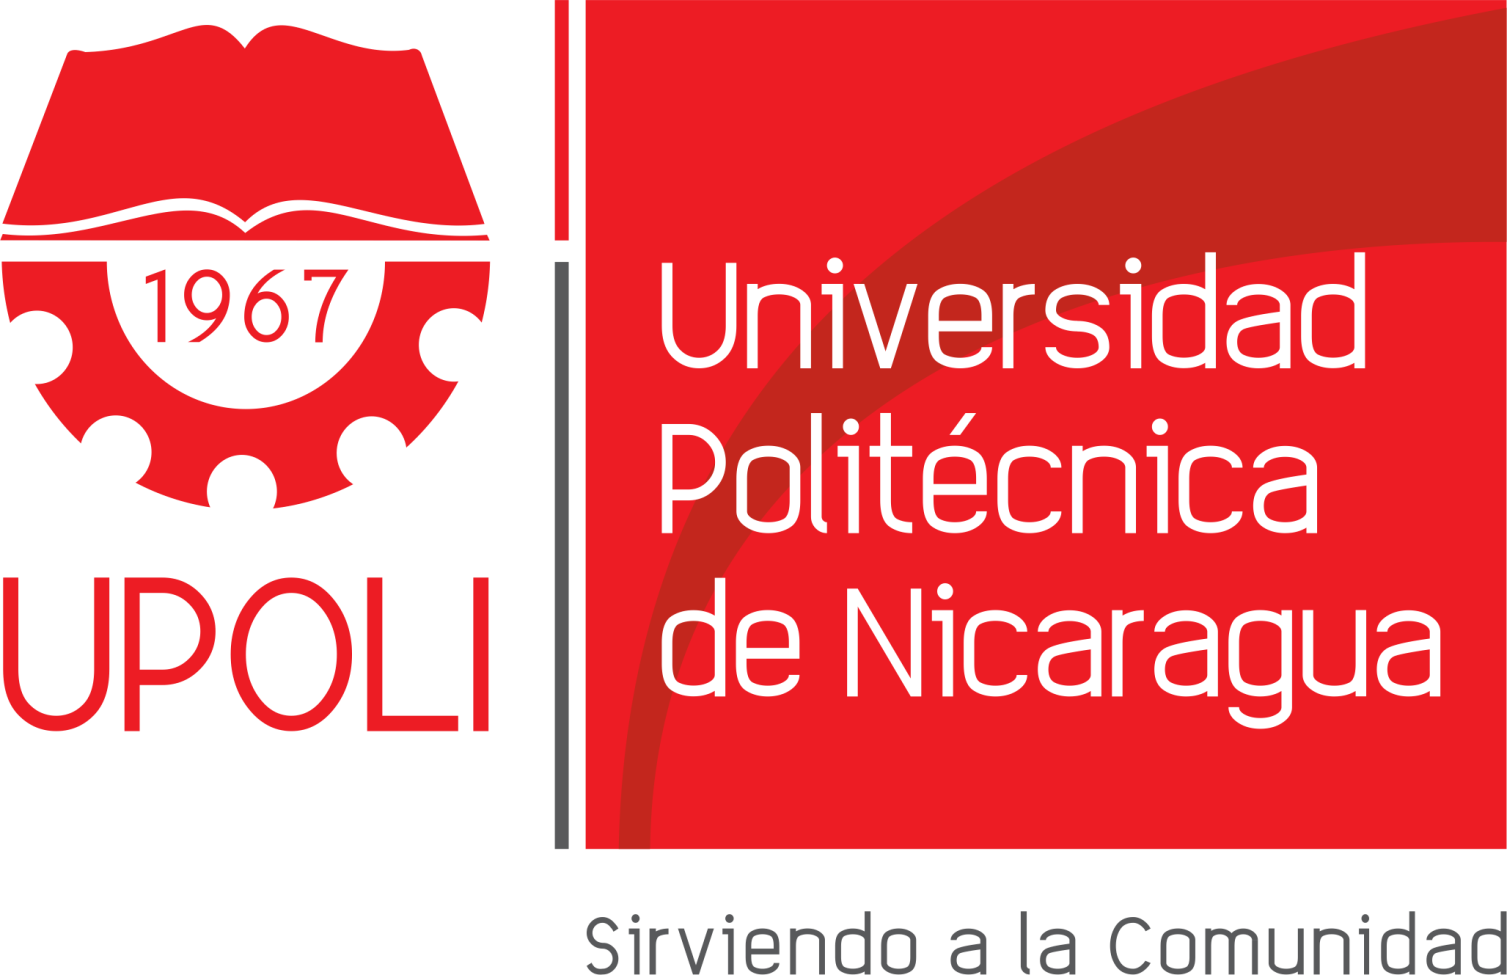 1967
UPOLI
Universidad
Politécnica
de Nicaragua
Sirviendo a la Comunidad